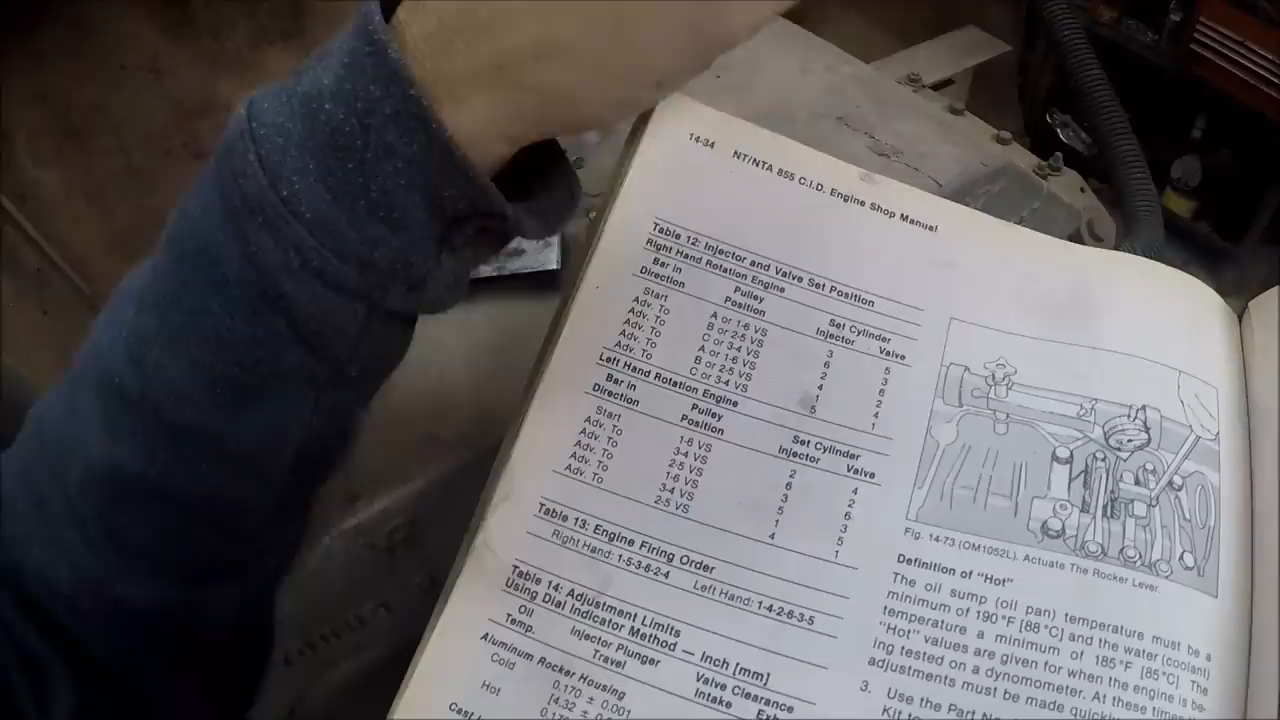 14-34 NT/NTA 855 C.I.D. Engine Shop Manual
Table 12: Injector and Valve Set Position
Right Hand Rotation Engine
Bar in Pulley Set Cylinder
Direction Position Injector Valve
Start A or 1-6 VS 3 5
Adv. To B or 2-5 VS 6 3
Adv. To C or 3-4 VS 2 6
Adv. To A or 1-6 VS 4 2
Adv. To B or 2-5 VS 1 4
Adv. To C or 3-4 VS 5 1
Left Hand Rotation Engine
Bar in Pulley Set Cylinder
Direction Position Injector Valve
Start 1-6 VS 2 4
Adv. To 3-4 VS 6 2
Adv. To 2-5 VS 3 6
Adv. To 1-6 VS 5 3
Adv. To 3-4 VS 1 5
Adv. To 2-5 VS 4 1
Table 13: Engine Firing Order
Right Hand: 1-5-3-6-2-4 Left Hand: 1-4-2-6-3-5
Table 14: Adjustment Limits
Using Dial Indicator Method — Inch [mm]
Oil Injector Plunger Valve Clearance
Temp. Travel Intake
Aluminum Rocker Housing
Cold 0.170 ± 0.001
Hot [4.32 ±
Fig. 14-73 (OM1052L). Actuate The Rocker Lever.
Definition of "Hot"
The oil sump (oil pan) temperature must be a
minimum of 190°F [88°C] and the water (coolant)
temperature a minimum of 185°F [85°C]. The
"Hot" values are given for when the engine is be-
ing tested on a dynamometer. At these
adjustments must be made
3. Use the Part
Kit